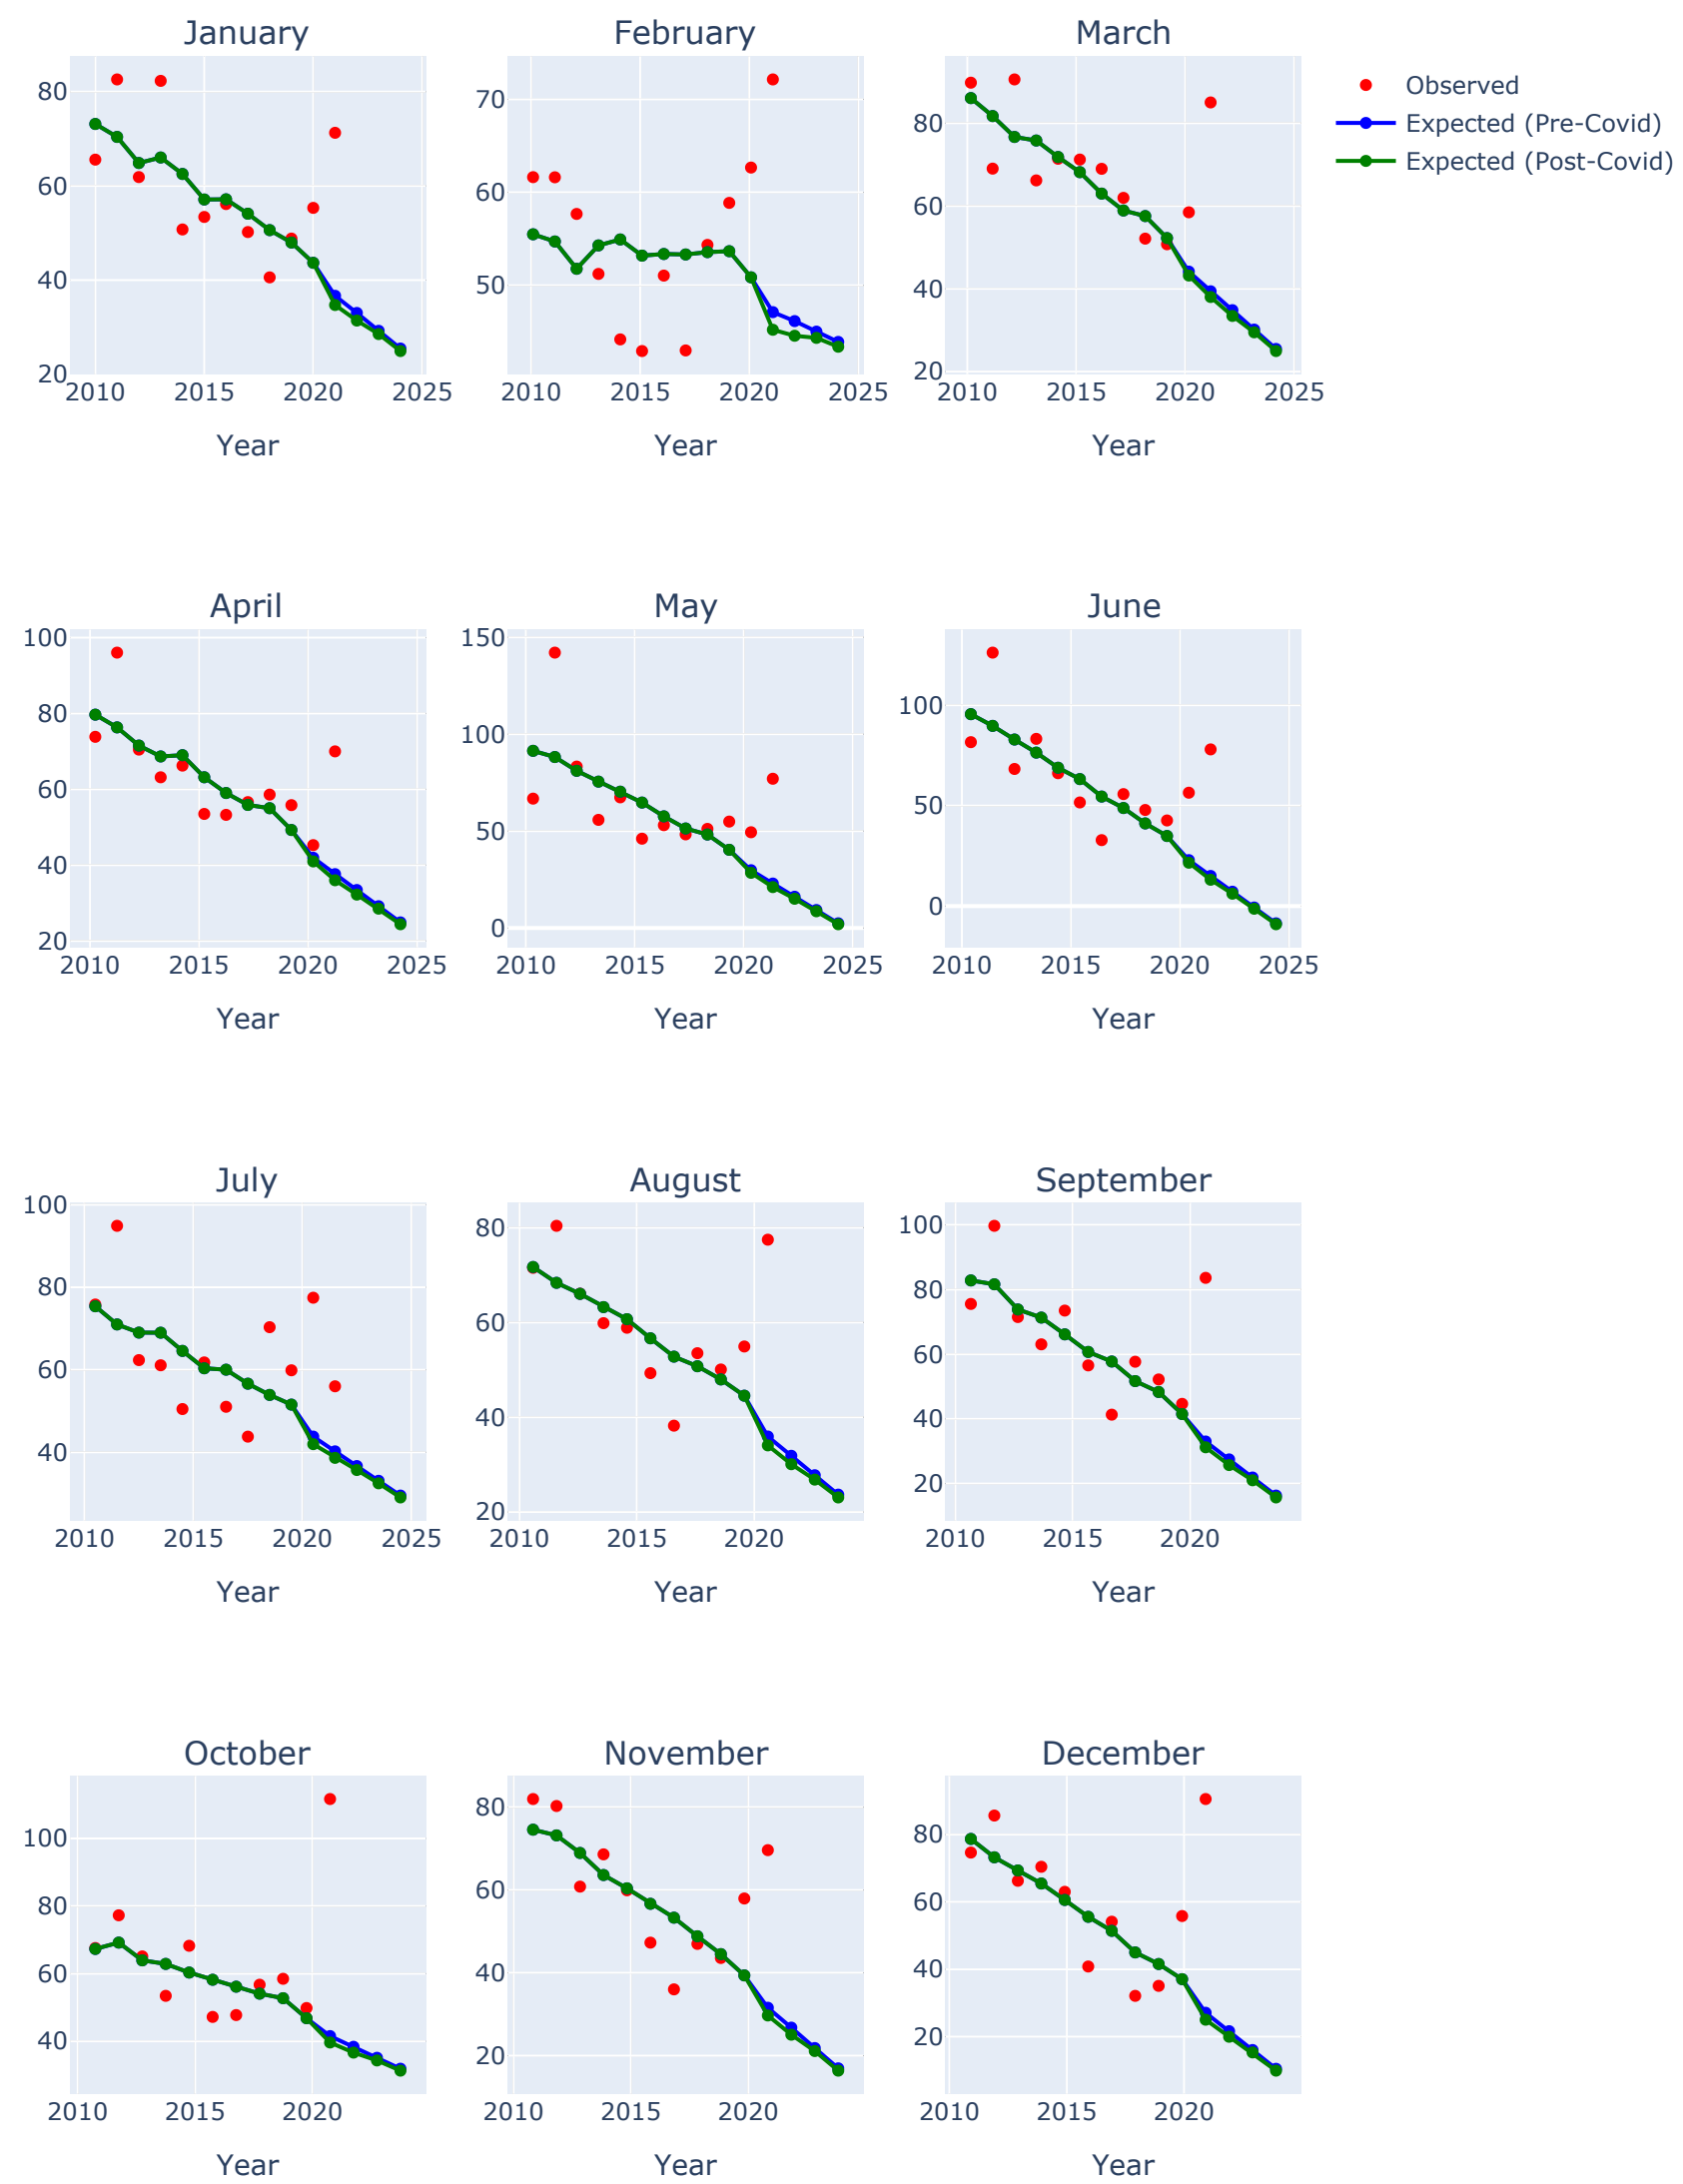 January
February
March
Observed
Expected (Pre-Covid)
Expected (Post-Covid)
80
60
40
20
2010 2015 2020 2025
Year
70
60
50
2010 2015 2020 2025
Year
80
60
40
20
2010 2015 2020 2025
Year
April
May
June
100
80
60
40
20
2010 2015 2020 2025
Year
150
100
50
0
2010 2015 2020 2025
Year
100
50
0
2010 2015 2020 2025
Year
July
August
September
100
80
60
40
2010 2015 2020 2025
Year
80
60
40
20
2010 2015 2020
Year
100
80
60
40
20
2010 2015 2020
Year
October
November
December
100
80
60
40
2010 2015 2020
Year
80
60
40
20
2010 2015 2020
Year
80
60
40
20
2010 2015 2020
Year